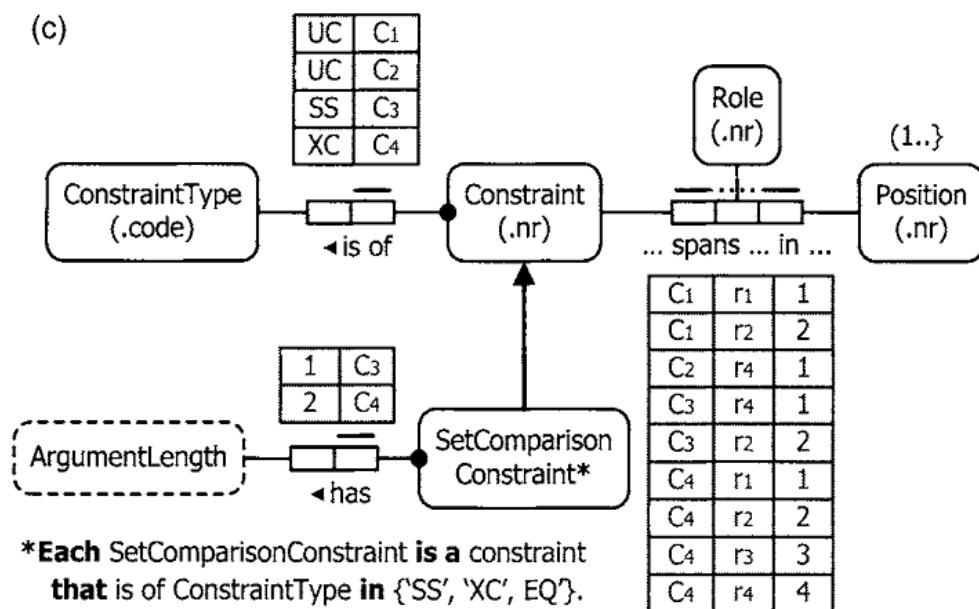 (c)
UC C1
UC C2
SS C3
XC C4
Role
(.nr)
(1..}
ConstraintType
(.code)
Constraint
(.nr)
Position
(.nr)
◄is of
... spans ... in ...
C1 r1 1
C1 r2 2
C2 r4 1
C3 r4 1
C3 r2 2
C4 r1 1
C4 r2 2
C4 r3 3
C4 r4 4
1 C3
2 C4
ArgumentLength
SetComparison
Constraint*
◄has
*Each SetComparisonConstraint is a constraint
that is of ConstraintType in {‘SS’, ‘XC’, EQ’}.